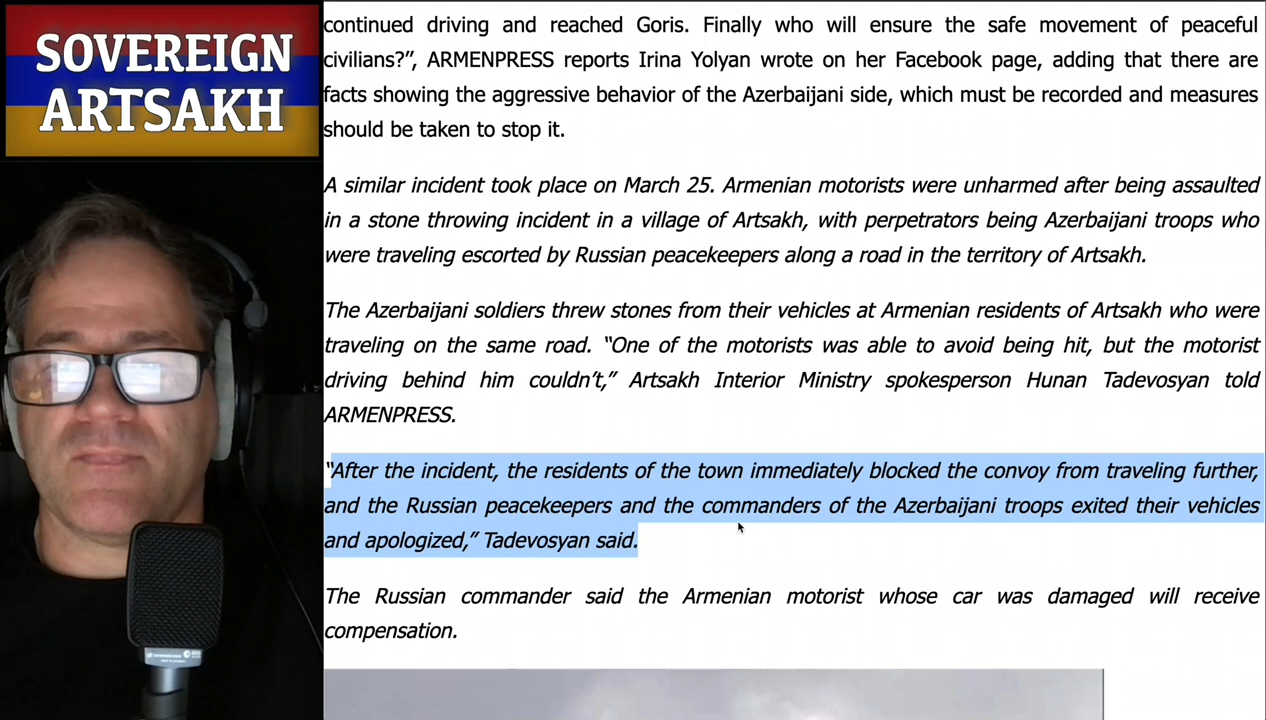 SOVEREIGN
ARTSAKH
continued driving and reached Goris. Finally who will ensure the safe movement of peaceful
civilians?”, ARMENPRESS reports Irina Yolyan wrote on her Facebook page, adding that there are
facts showing the aggressive behavior of the Azerbaijani side, which must be recorded and measures
should be taken to stop it.
A similar incident took place on March 25. Armenian motorists were unharmed after being assaulted
in a stone throwing incident in a village of Artsakh, with perpetrators being Azerbaijani troops who
were traveling escorted by Russian peacekeepers along a road in the territory of Artsakh.
The Azerbaijani soldiers threw stones from their vehicles at Armenian residents of Artsakh who were
traveling on the same road. “One of the motorists was able to avoid being hit, but the motorist
driving behind him couldn’t,” Artsakh Interior Ministry spokesperson Hunan Tadevosyan told
ARMENPRESS.
“After the incident, the residents of the town immediately blocked the convoy from traveling further,
and the Russian peacekeepers and the commanders of the Azerbaijani troops exited their vehicles
and apologized,” Tadevosyan said.
The Russian commander said the Armenian motorist whose car was damaged will receive
compensation.